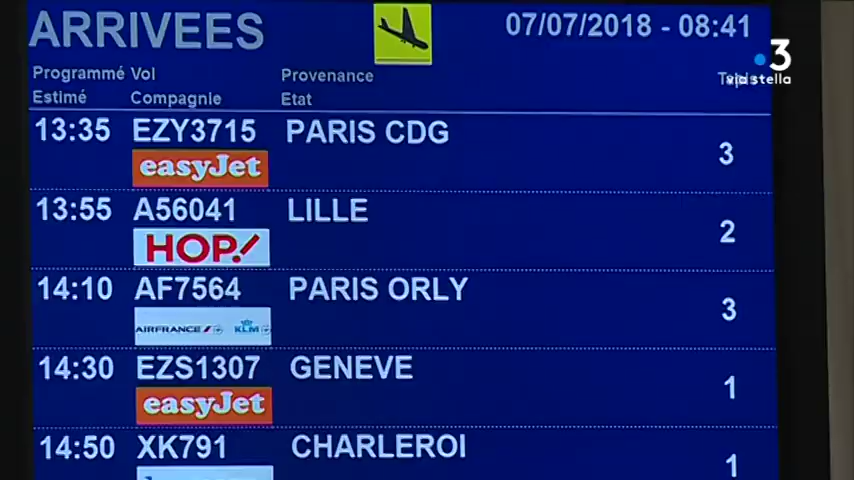 ARRIVEES 07/07/2018 - 08:41
3
via stella
Programmé Vol Provenance
Estimé Compagnie Etat
13:35 EZY3715 PARIS CDG 3
easyJet
13:55 A56041 LILLE 2
HOP!
14:10 AF7564 PARIS ORLY 3
AIRFRANCE KLM
14:30 EZS1307 GENEVE 1
easyJet
14:50 XK791 CHARLEROI 1